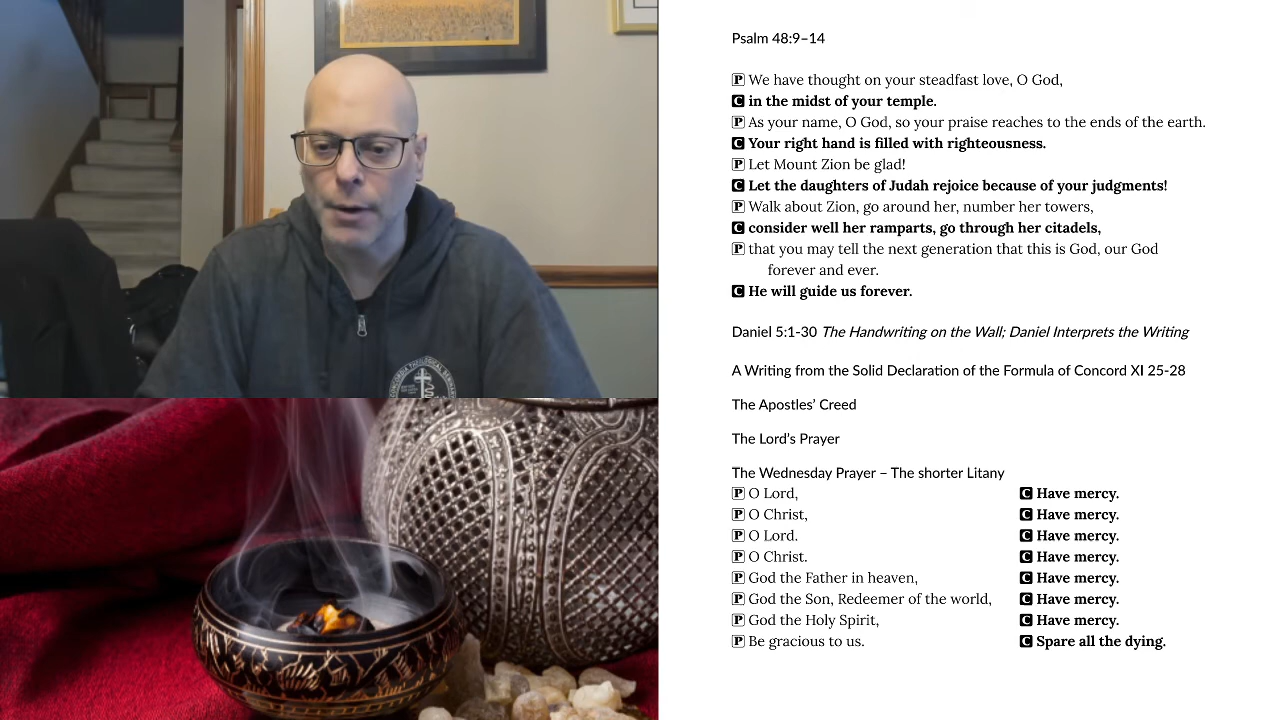 Psalm 48:9–14
P We have thought on your steadfast love, O God,
C in the midst of your temple.
P As your name, O God, so your praise reaches to the ends of the earth.
C Your right hand is filled with righteousness.
P Let Mount Zion be glad!
C Let the daughters of Judah rejoice because of your judgments!
P Walk about Zion, go around her, number her towers,
C consider well her ramparts, go through her citadels,
P that you may tell the next generation that this is God, our God
forever and ever.
C He will guide us forever.
Daniel 5:1-30 The Handwriting on the Wall; Daniel Interprets the Writing
A Writing from the Solid Declaration of the Formula of Concord XI 25-28
The Apostles’ Creed
The Lord’s Prayer
The Wednesday Prayer – The shorter Litany
P O Lord, C Have mercy.
P O Christ, C Have mercy.
P O Lord. C Have mercy.
P O Christ. C Have mercy.
P God the Father in heaven, C Have mercy.
P God the Son, Redeemer of the world, C Have mercy.
P God the Holy Spirit, C Have mercy.
P Be gracious to us. C Spare all the dying.
CONCORDIA THEOLOGICAL SEMINARY